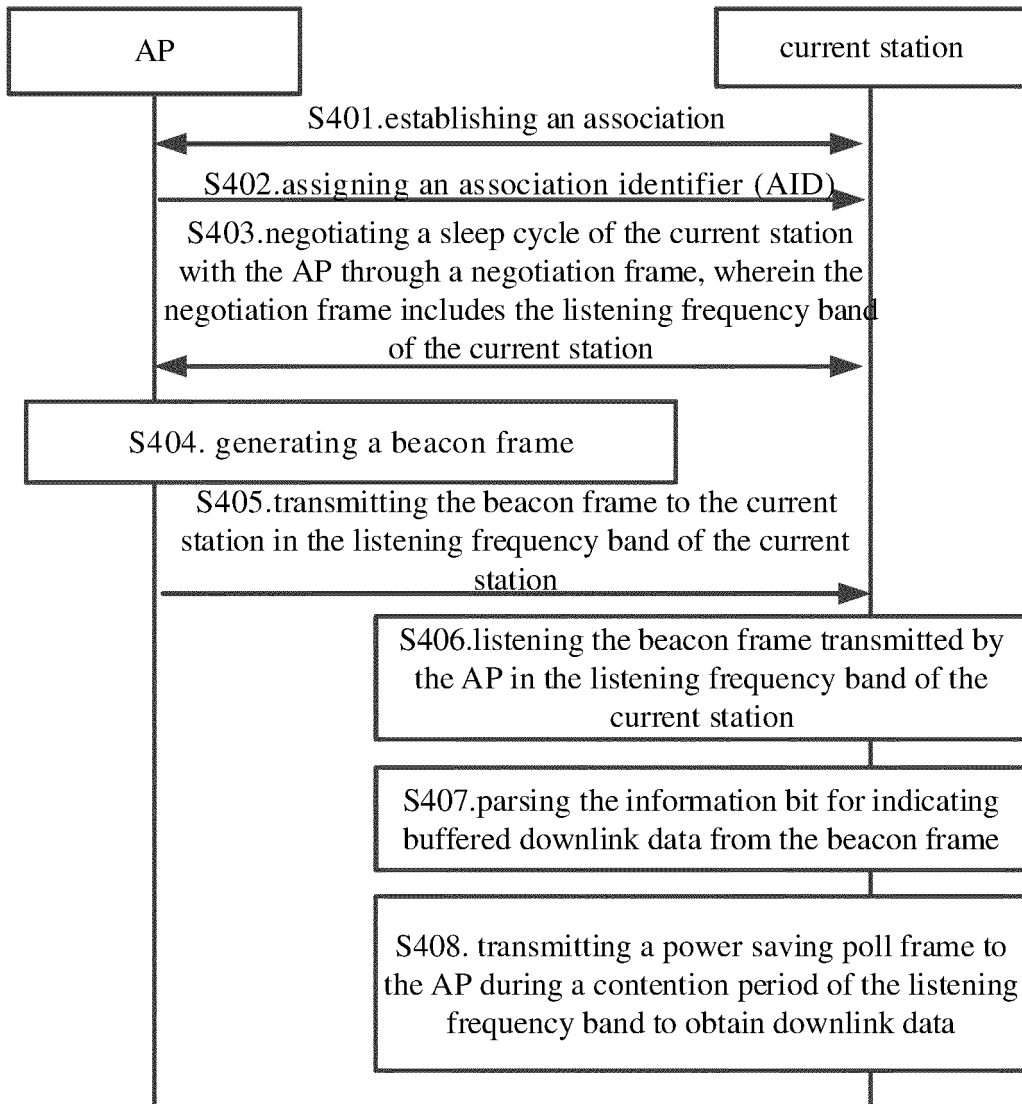 AP
current station
S401.establishing an association
S402.assigning an association identifier (AID)
S403.negotiating a sleep cycle of the current station
with the AP through a negotiation frame, wherein the
negotiation frame includes the listening frequency band
of the current station
S404. generating a beacon frame
S405.transmitting the beacon frame to the current
station in the listening frequency band of the current
station
S406.listening the beacon frame transmitted by
the AP in the listening frequency band of the
current station
S407.parsing the information bit for indicating
buffered downlink data from the beacon frame
S408. transmitting a power saving poll frame to
the AP during a contention period of the listening
frequency band to obtain downlink data